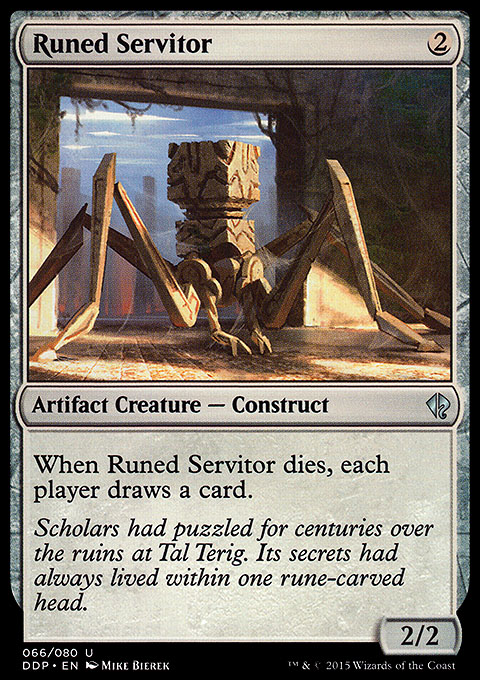 Runed Servitor 2
Artifact Creature — Construct
When Runed Servitor dies, each
player draws a card.
Scholars had puzzled for centuries over
the ruins at Tal Terig. Its secrets had
always lived within one rune-carved
head.
2/2
066/080 U
DDP • EN Mike Bierek
™ & © 2015 Wizards of the Coast